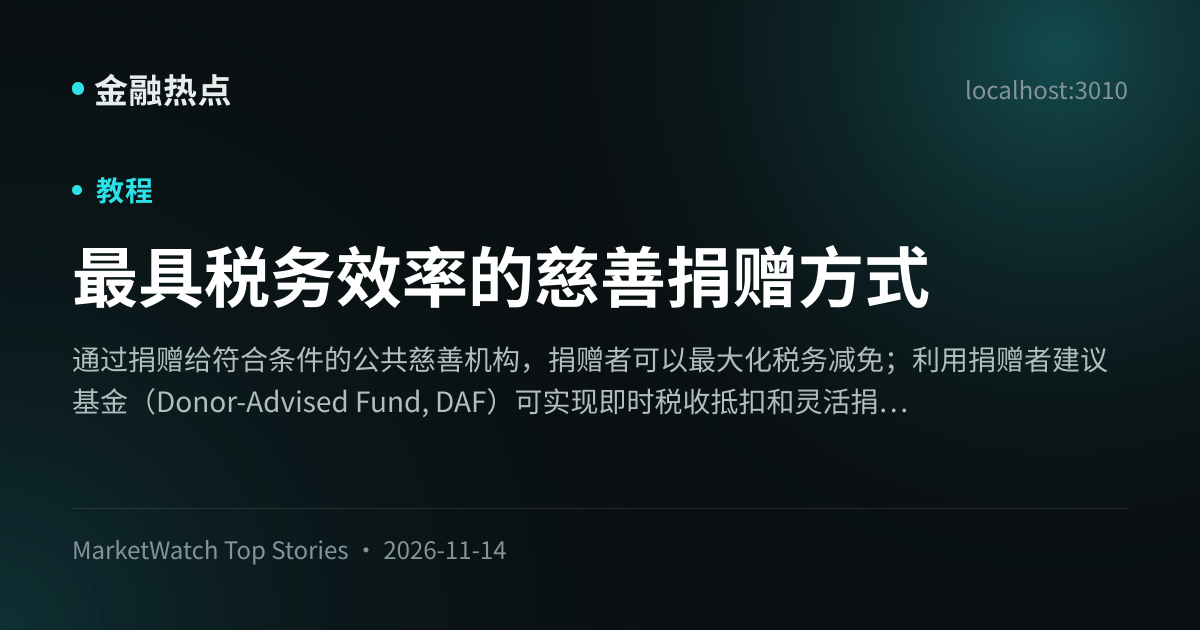 金融热点
localhost:3010
教程
最具税务效率的慈善捐赠方式
通过捐赠给符合条件的公共慈善机构，捐赠者可以最大化税务减免；利用捐赠者建议
基金（Donor-Advised Fund, DAF）可实现即时税收抵扣和灵活捐…
MarketWatch Top Stories · 2026-11-14